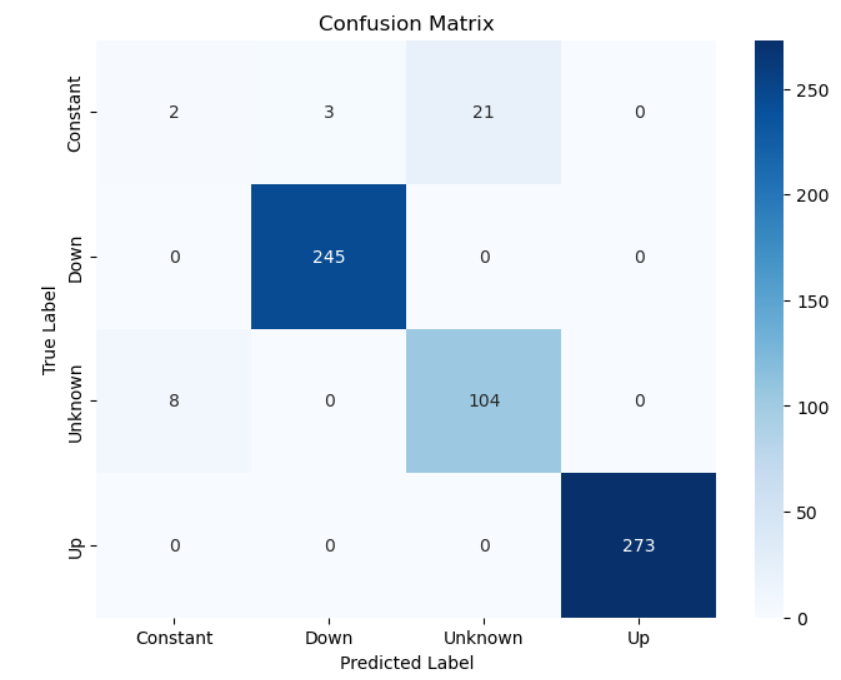 Confusion Matrix
True Label
Constant
2 3 21 0
Down
0 245 0 0
Unknown
8 0 104 0
Up
0 0 0 273
Constant Down Unknown Up
Predicted Label
250
200
150
100
50
0